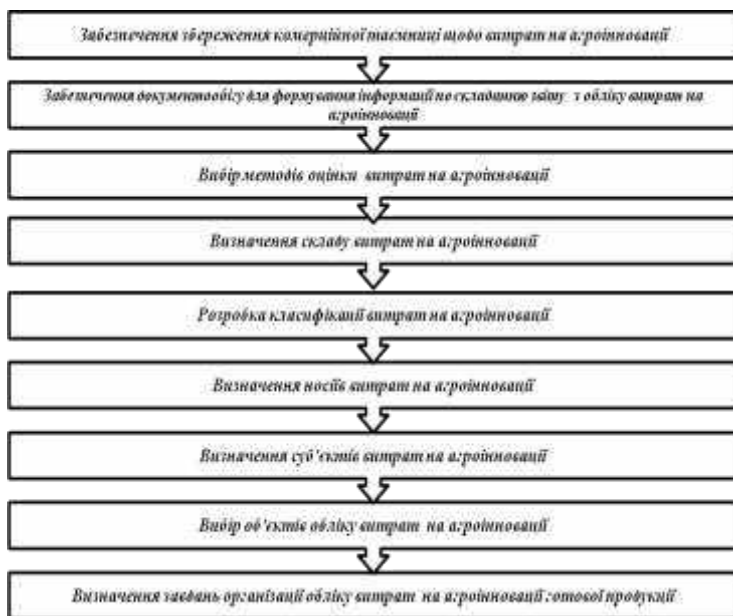 Забезпечення збереження комерційної таємниці щодо витрат на агроінновації
Забезпечення документообігу для формування інформації по складанню звіту з обліку витрат на
агроінновації
Вибір методів оцінки витрат на агроінновації
Визначення складу витрат на агроінновації
Розробка класифікації витрат на агроінновації
Визначення носіїв витрат на агроінновації
Визначення суб'єктів витрат на агроінновації
Вибір об'єктів обліку витрат на агроінновації
Визначення завдань організації обліку витрат на агроінновації готової продукції